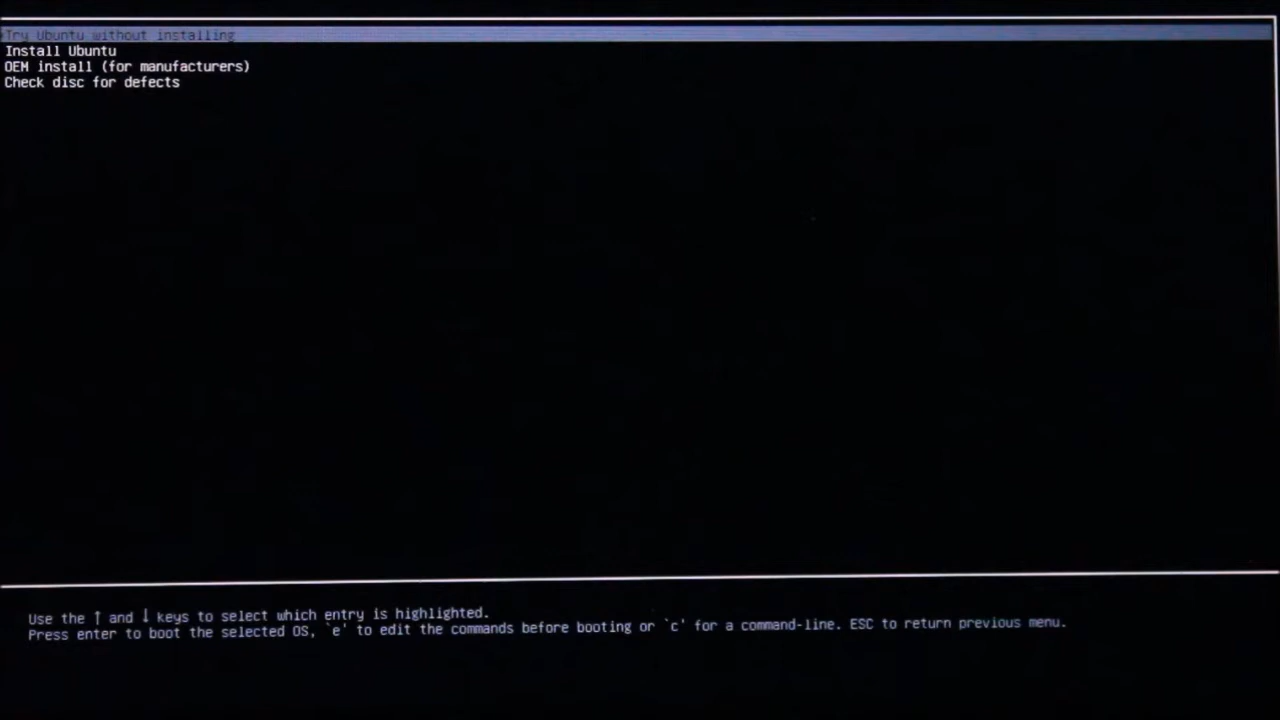 Try Ubuntu without installing
Install Ubuntu
OEM install (for manufacturers)
Check disc for defects
Use the ↑ and ↓ keys to select which entry is highlighted.
Press enter to boot the selected OS, `e' to edit the commands before booting or `c' for a command-line. ESC to return previous menu.